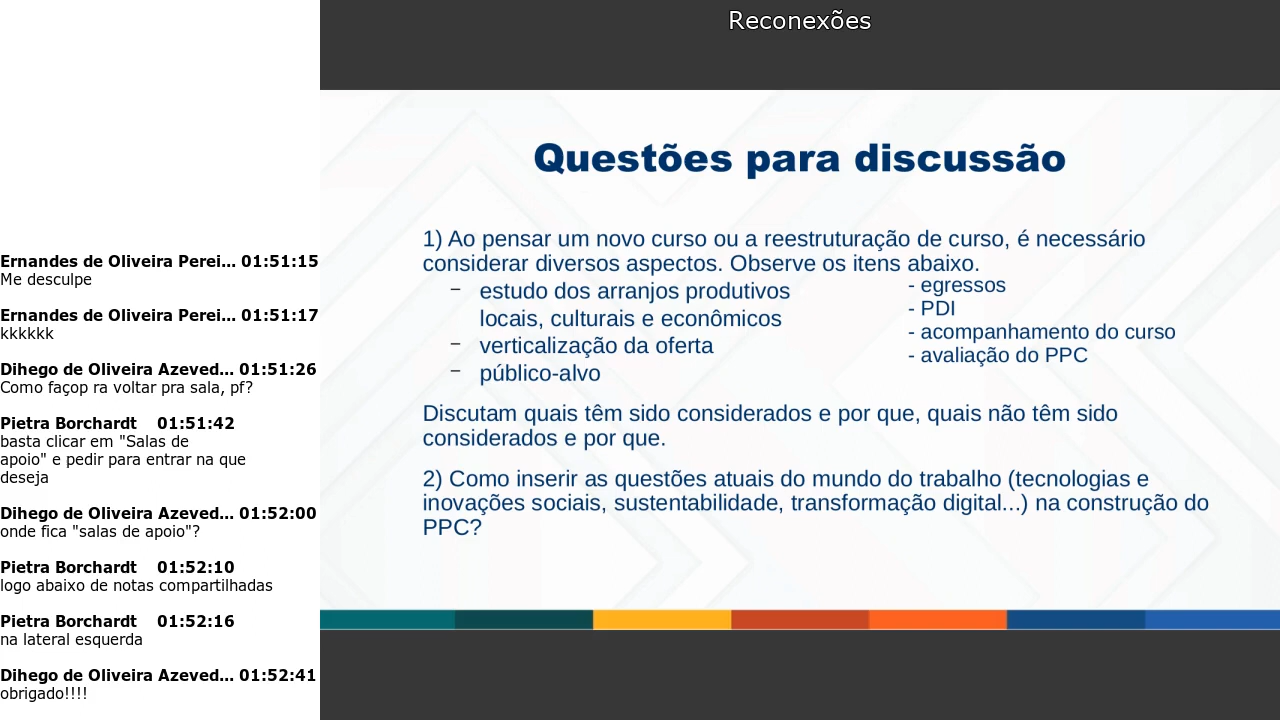 Reconexões
Ernandes de Oliveira Perei... 01:51:15
Me desculpe
Ernandes de Oliveira Perei... 01:51:17
kkkkkk
Dihego de Oliveira Azeved... 01:51:26
Como façop ra voltar pra sala, pf?
Pietra Borchardt 01:51:42
basta clicar em "Salas de
apoio" e pedir para entrar na que
deseja
Dihego de Oliveira Azeved... 01:52:00
onde fica "salas de apoio"?
Pietra Borchardt 01:52:10
logo abaixo de notas compartilhadas
Pietra Borchardt 01:52:16
na lateral esquerda
Dihego de Oliveira Azeved... 01:52:41
obrigado!!!!
Questões para discussão
1) Ao pensar um novo curso ou a reestruturação de curso, é necessário
considerar diversos aspectos. Observe os itens abaixo.
– estudo dos arranjos produtivos
locais, culturais e econômicos
– verticalização da oferta
– público-alvo
- egressos
- PDI
- acompanhamento do curso
- avaliação do PPC
Discutam quais têm sido considerados e por que, quais não têm sido
considerados e por que.
2) Como inserir as questões atuais do mundo do trabalho (tecnologias e
inovações sociais, sustentabilidade, transformação digital...) na construção do
PPC?